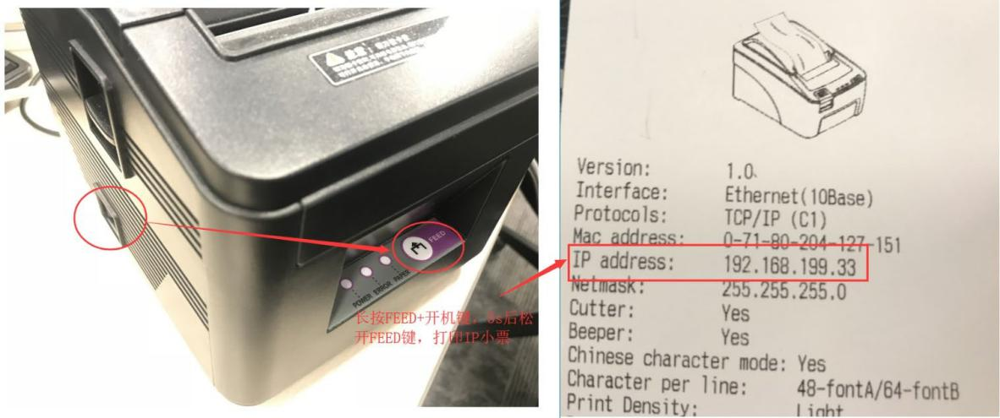 FEED
POWER ERROR PAPER
长按FEED+开机键，3s后松
开FEED键，打印IP小票
Version: 1.0
Interface: Ethernet(10Base)
Protocols: TCP/IP (C1)
Mac address: 0-71-80-204-127-151
IP address: 192.168.199.33
Netmask: 255.255.255.0
Cutter: Yes
Beeper: Yes
Chinese character mode: Yes
Character per line: 48-fontA/64-fontB
Print Density: Light